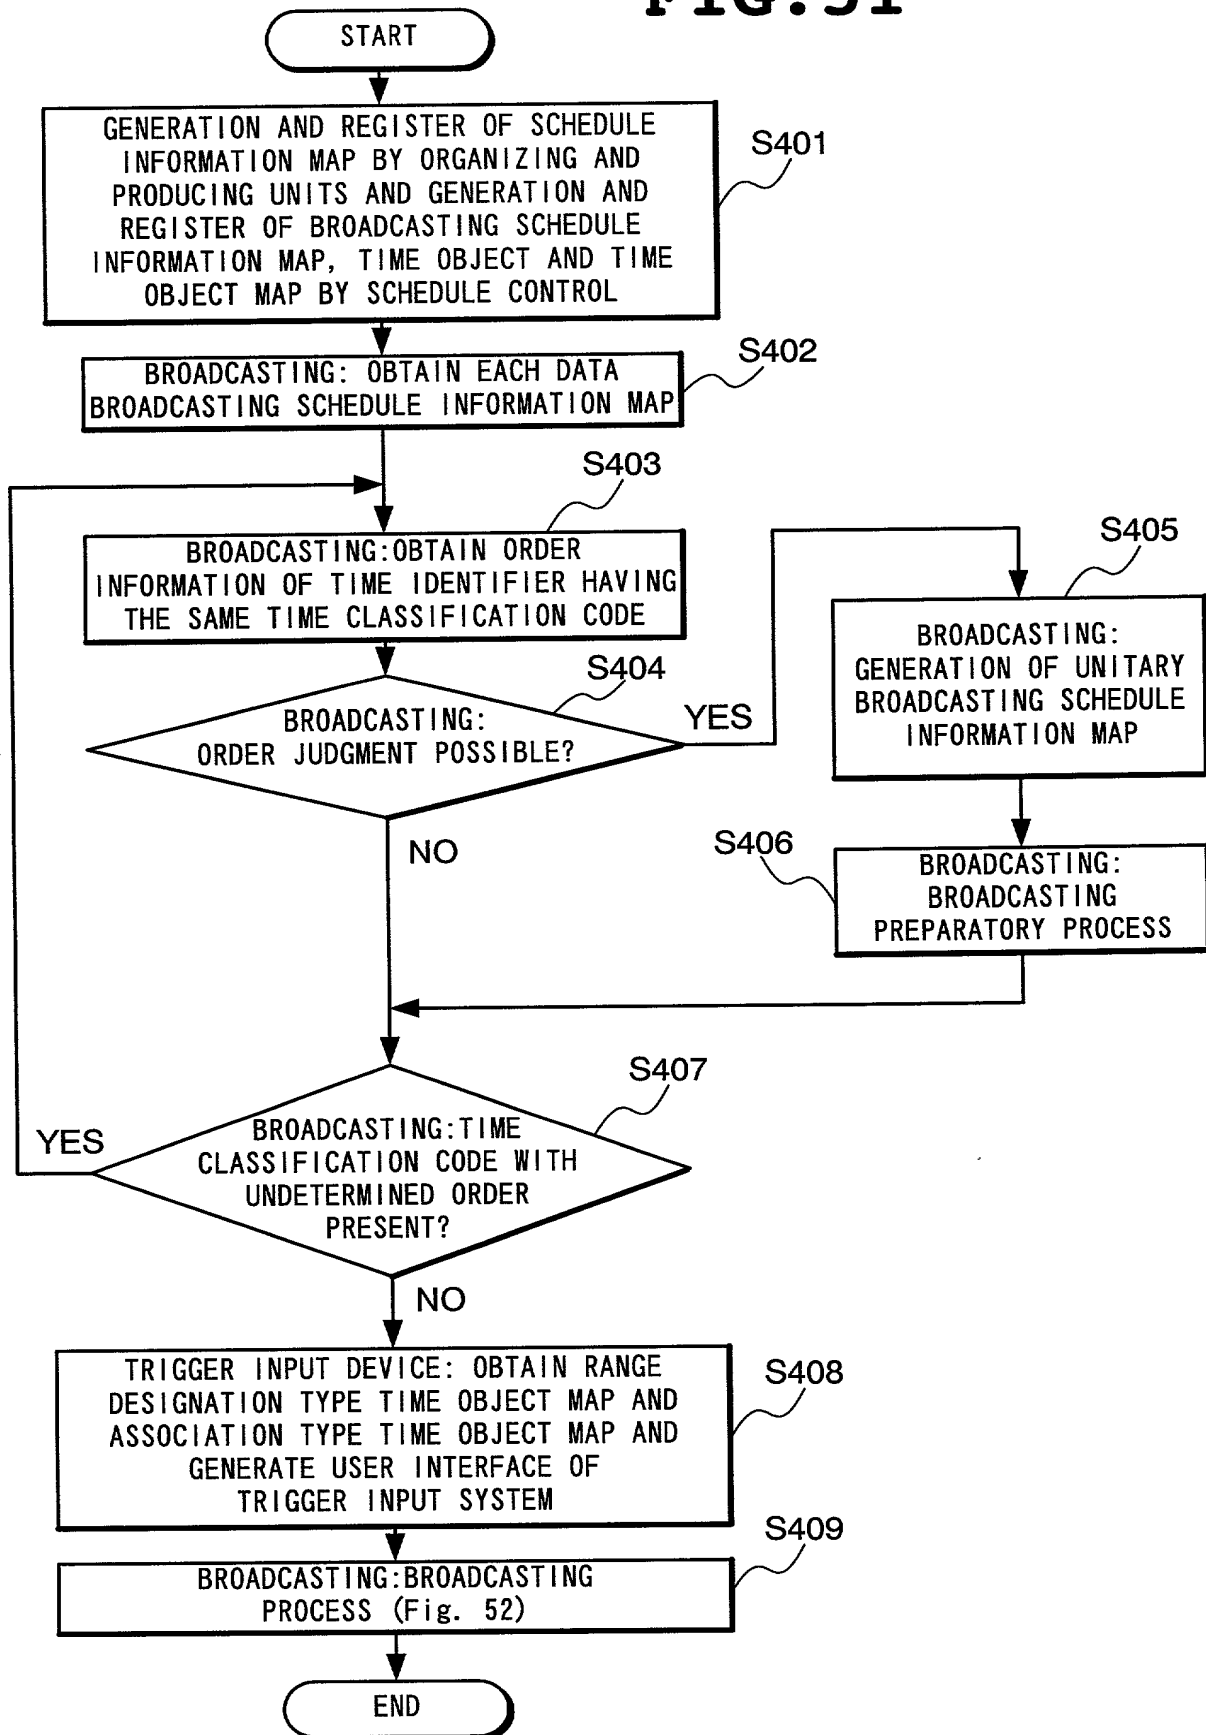 FIG.51
START
GENERATION AND REGISTER OF SCHEDULE
INFORMATION MAP BY ORGANIZING AND
PRODUCING UNITS AND GENERATION AND
REGISTER OF BROADCASTING SCHEDULE
INFORMATION MAP, TIME OBJECT AND TIME
OBJECT MAP BY SCHEDULE CONTROL
S401
BROADCASTING: OBTAIN EACH DATA
BROADCASTING SCHEDULE INFORMATION MAP
S402
BROADCASTING:OBTAIN ORDER
INFORMATION OF TIME IDENTIFIER HAVING
THE SAME TIME CLASSIFICATION CODE
S403
BROADCASTING:
ORDER JUDGMENT POSSIBLE?
S404
YES
NO
BROADCASTING:
GENERATION OF UNITARY
BROADCASTING SCHEDULE
INFORMATION MAP
S405
BROADCASTING:
BROADCASTING
PREPARATORY PROCESS
S406
BROADCASTING:TIME
CLASSIFICATION CODE WITH
UNDETERMINED ORDER
PRESENT?
S407
YES
NO
TRIGGER INPUT DEVICE: OBTAIN RANGE
DESIGNATION TYPE TIME OBJECT MAP AND
ASSOCIATION TYPE TIME OBJECT MAP AND
GENERATE USER INTERFACE OF
TRIGGER INPUT SYSTEM
S408
BROADCASTING:BROADCASTING
PROCESS (Fig. 52)
S409
END